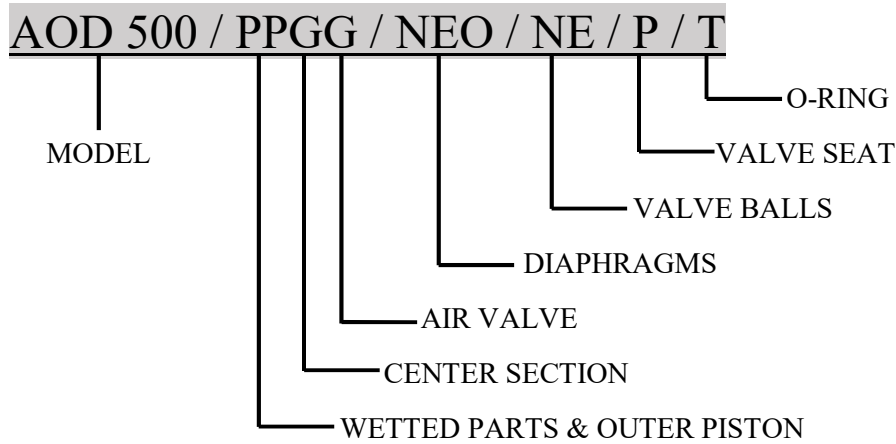 AOD 500 / PPGG / NEO / NE / P / T
O-RING
MODEL
VALVE SEAT
VALVE BALLS
DIAPHRAGMS
AIR VALVE
CENTER SECTION
WETTED PARTS & OUTER PISTON